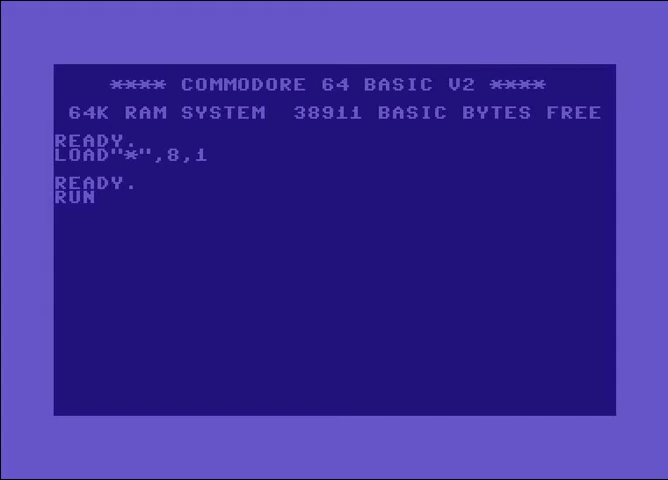 **** COMMODORE 64 BASIC V2 ****
64K RAM SYSTEM  38911 BASIC BYTES FREE
READY.
LOAD"*",8,1
READY.
RUN